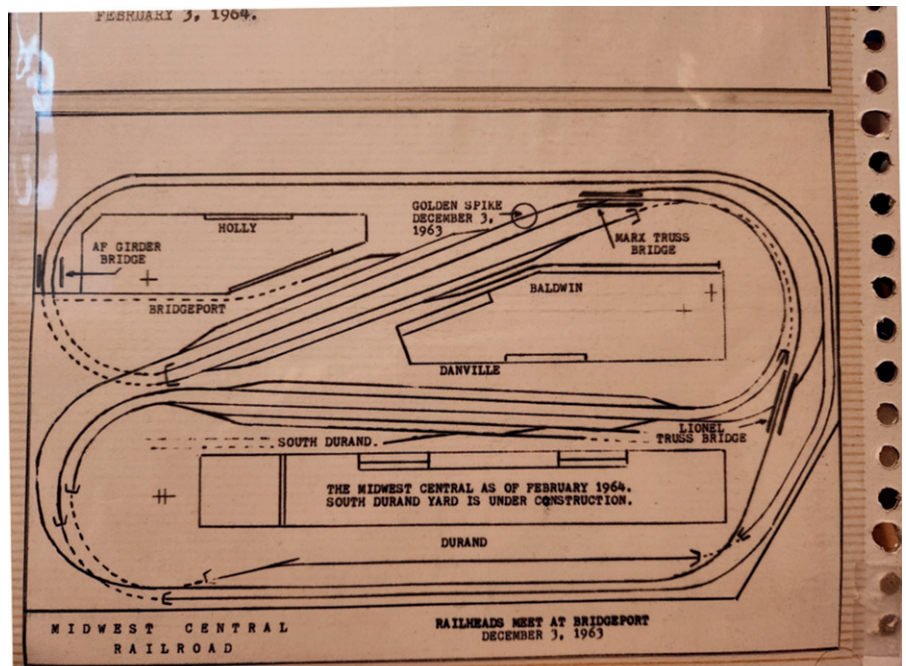 FEBRUARY 3, 1964.
GOLDEN SPIKE
DECEMBER 3,
1963
HOLLY
MARX TRUSS
BRIDGE
AF GIRDER
BRIDGE
BALDWIN
BRIDGEPORT
DANVILLE
LIONEL
TRUSS BRIDGE
SOUTH DURAND.
THE MIDWEST CENTRAL AS OF FEBRUARY 1964.
SOUTH DURAND YARD IS UNDER CONSTRUCTION.
DURAND
MIDWEST CENTRAL
RAILROAD
RAILHEADS MEET AT BRIDGEPORT
DECEMBER 3, 1963